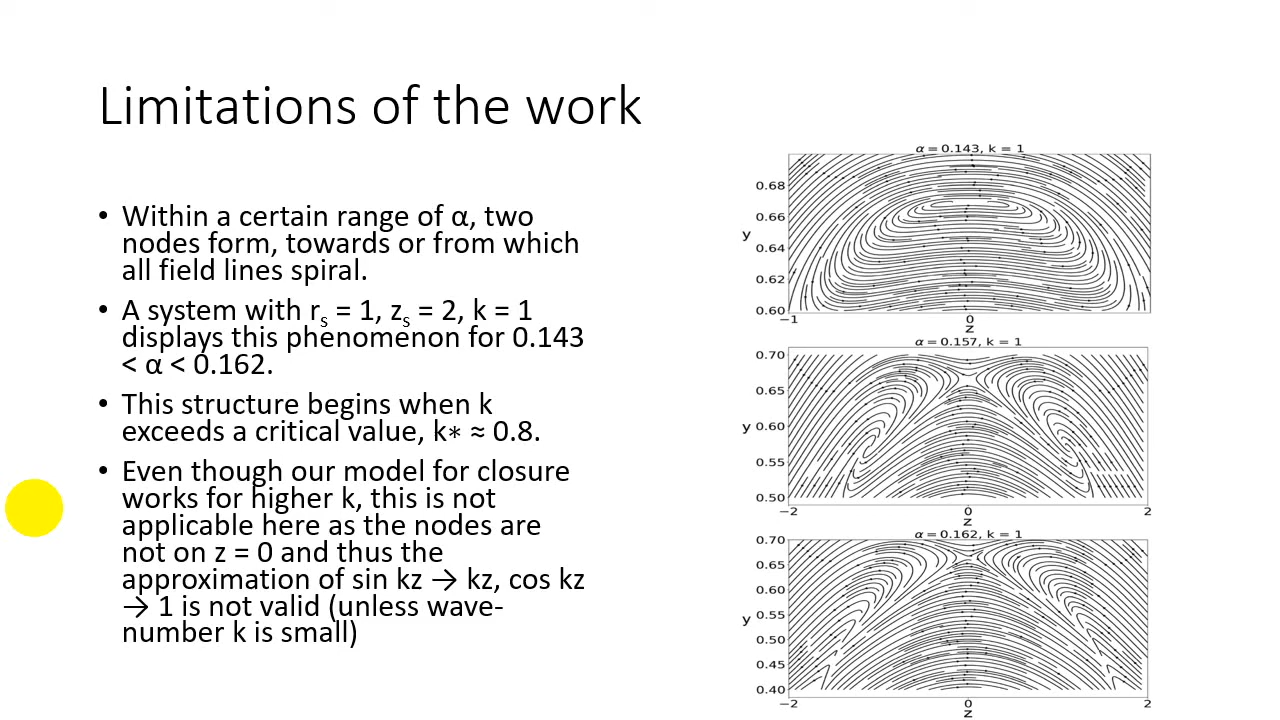 Limitations of the work
• Within a certain range of α, two
nodes form, towards or from which
all field lines spiral.
• A system with rs = 1, zs = 2, k = 1
displays this phenomenon for 0.143
< α < 0.162.
• This structure begins when k
exceeds a critical value, k∗ ≈ 0.8.
• Even though our model for closure
works for higher k, this is not
applicable here as the nodes are
not on z = 0 and thus the
approximation of sin kz → kz, cos kz
→ 1 is not valid (unless wave-
number k is small)
α = 0.143, k = 1
0.68
0.66
y
0.64
0.62
0.60
−1 0
z
α = 0.157, k = 1
0.70
0.65
y 0.60
0.55
0.50
−2 0 2
z
α = 0.162, k = 1
0.70
0.65
0.60
0.55
y
0.50
0.45
0.40
−2 0 2
z